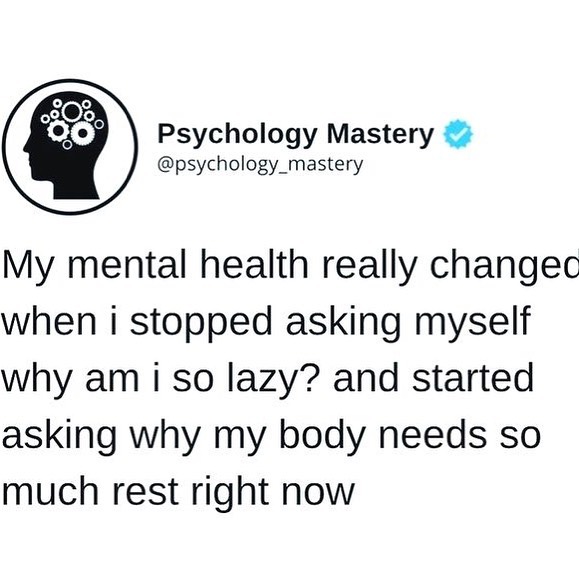 Psychology Mastery
@psychology_mastery
My mental health really changed
when i stopped asking myself
why am i so lazy? and started
asking why my body needs so
much rest right now